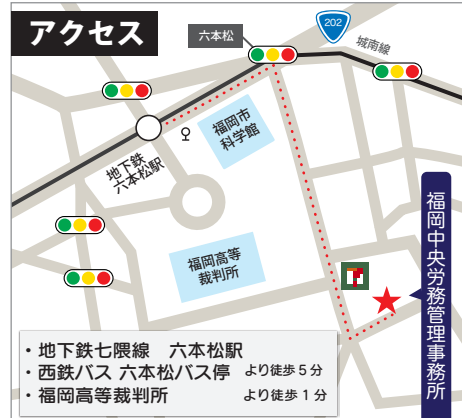 アクセス
六本松
202
城南線
福岡市
科学館
地下鉄
六本松駅
福岡高等
裁判所
福岡中央労務管理事務所
・地下鉄七隈線　六本松駅
・西鉄バス 六本松バス停 より徒歩5分
・福岡高等裁判所 より徒歩1分